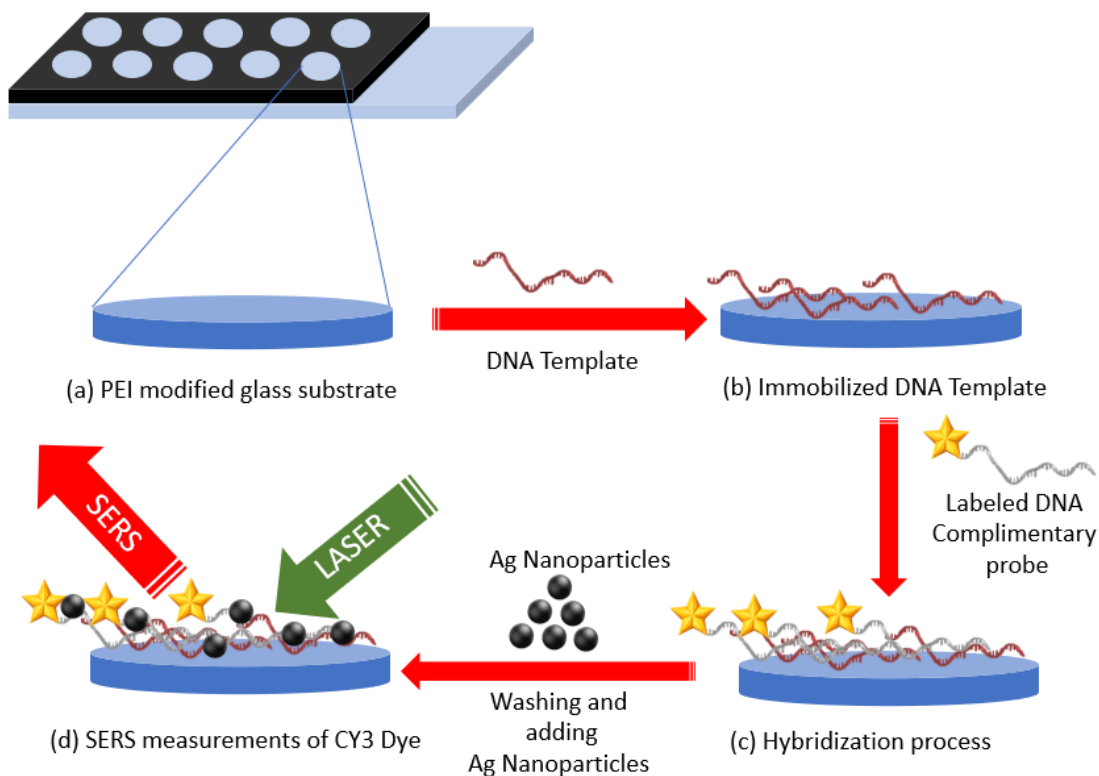 DNA Template
(a) PEI modified glass substrate
(b) Immobilized DNA Template
Labeled DNA
Complimentary
probe
SERS
LASER
Ag Nanoparticles
Washing and
adding
Ag Nanoparticles
(d) SERS measurements of CY3 Dye
(c) Hybridization process